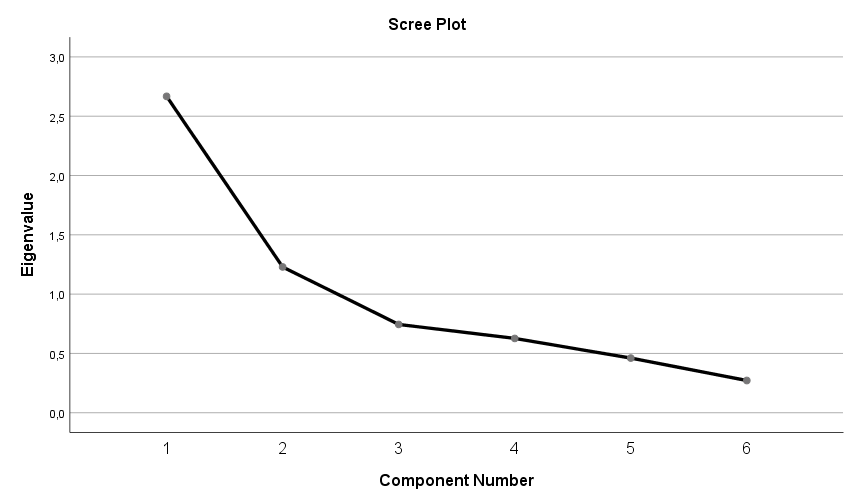 Scree Plot
3,0
2,5
2,0
1,5
1,0
0,5
0,0
Eigenvalue
1 2 3 4 5 6
Component Number